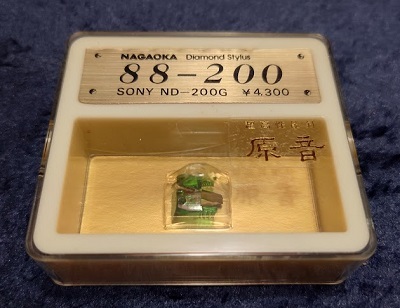 NAGAOKA Diamond Stylus
88-200
SONY ND-200G ¥4,300
原音